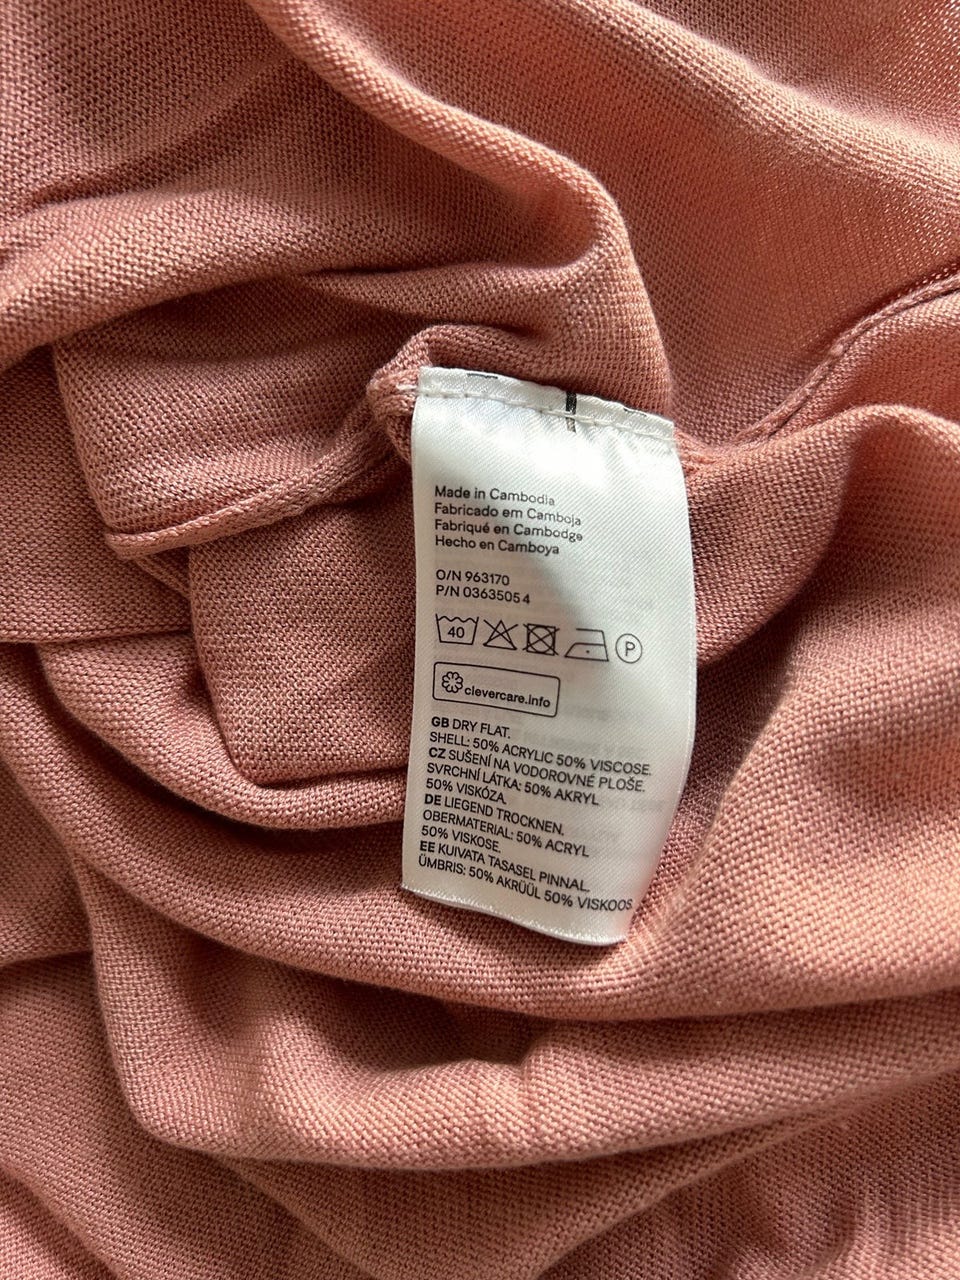 Made in Cambodia
Fabricado em Camboja
Fabriqué en Cambodge
Hecho en Camboya
O/N 963170
P/N 03635054
40 P
clevercare.info
GB DRY FLAT.
SHELL: 50% ACRYLIC 50% VISCOSE.
CZ SUŠENÍ NA VODOROVNÉ PLOŠE.
SVRCHNÍ LÁTKA: 50% AKRYL
50% VISKÓZA.
DE LIEGEND TROCKNEN.
OBERMATERIAL: 50% ACRYL
50% VISKOSE.
EE KUIVATA TASASEL PINNAL.
ÜMBRIS: 50% AKRÜÜL 50% VISKOOS.